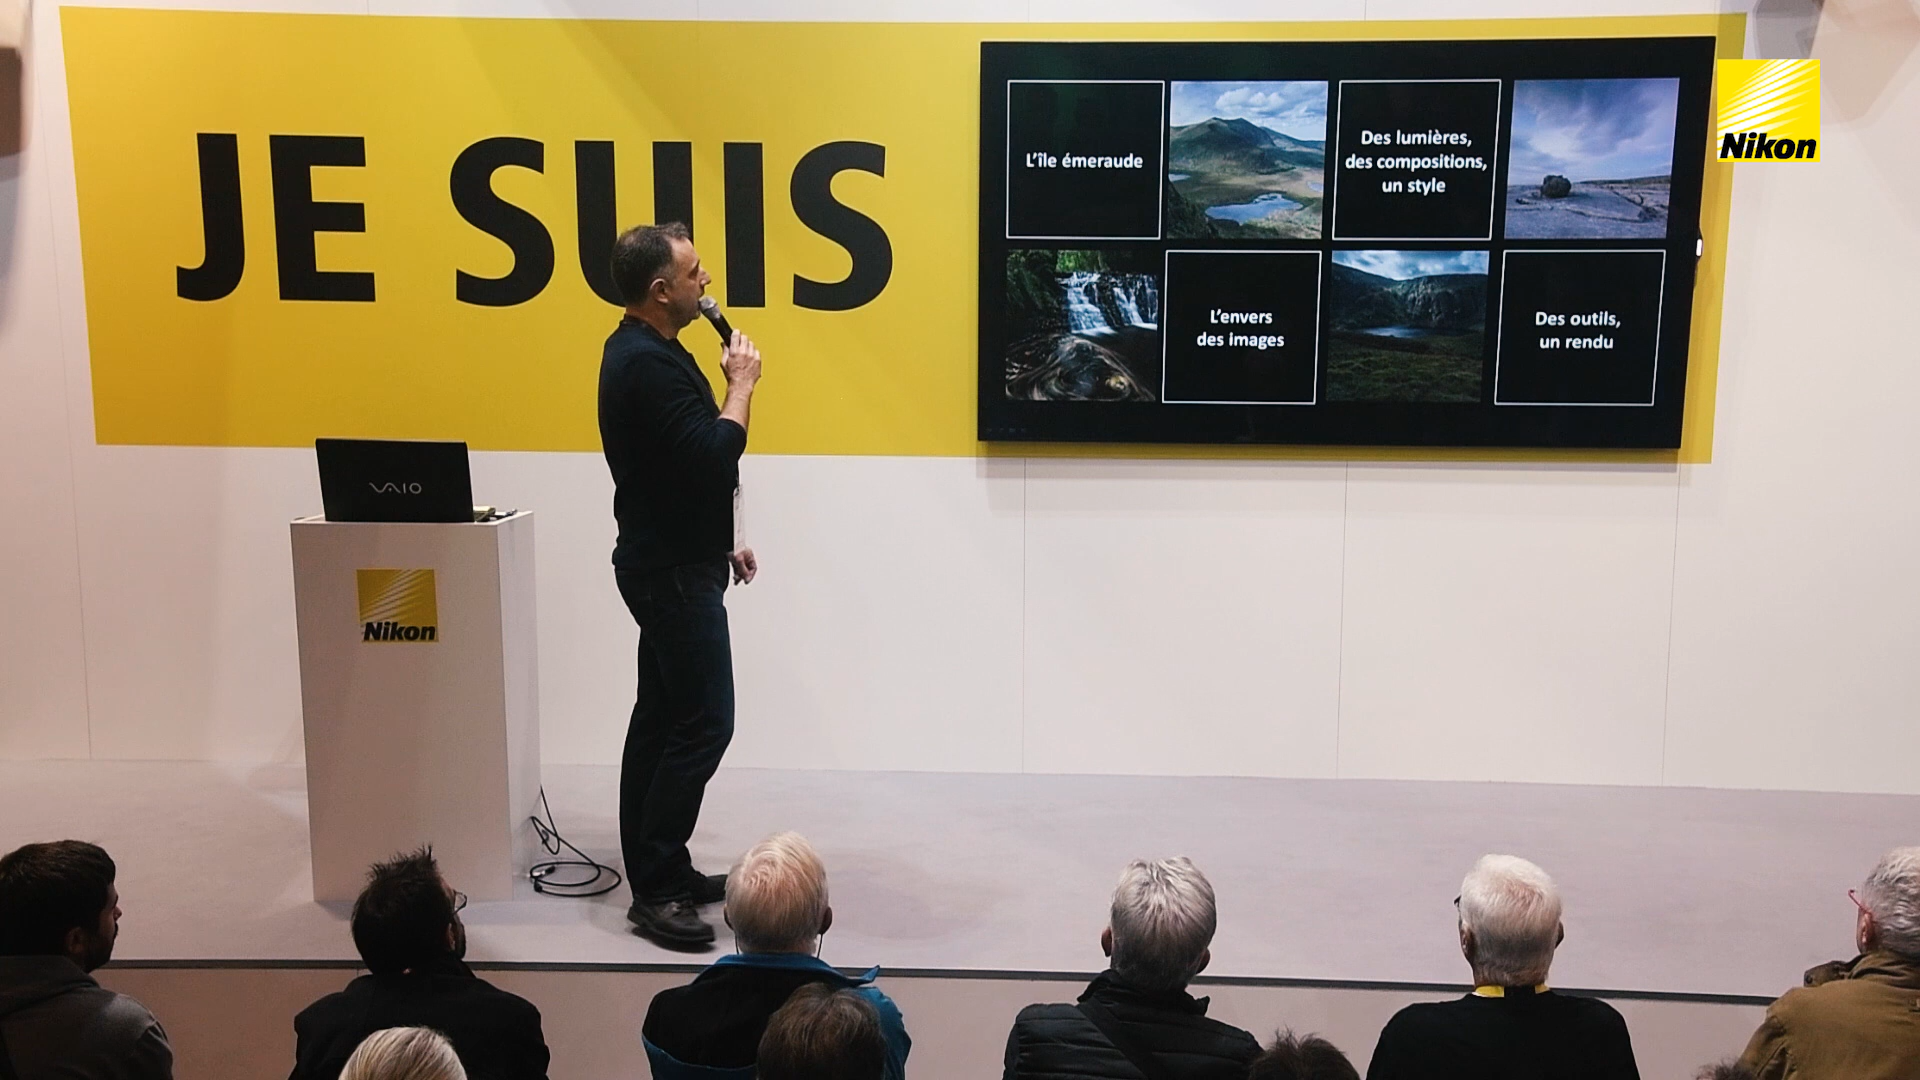 JE SUIS
L'île émeraude
Des lumières,
des compositions,
un style
L'envers
des images
Des outils,
un rendu
Nikon
VAIO
Nikon